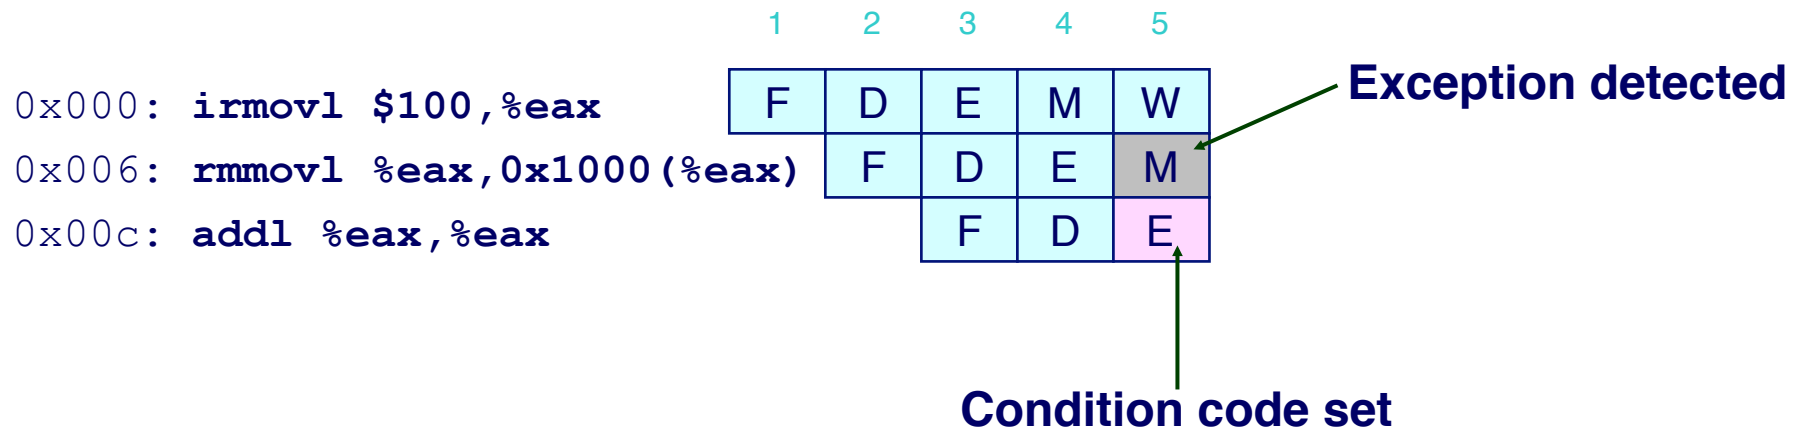 1 2 3 4 5
Exception detected
0x000: irmovl $100,%eax F D E M W
0x006: rmmovl %eax,0x1000(%eax) F D E M
0x00c: addl %eax,%eax F D E
Condition code set